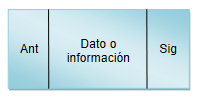 Ant
Dato o
información
Sig